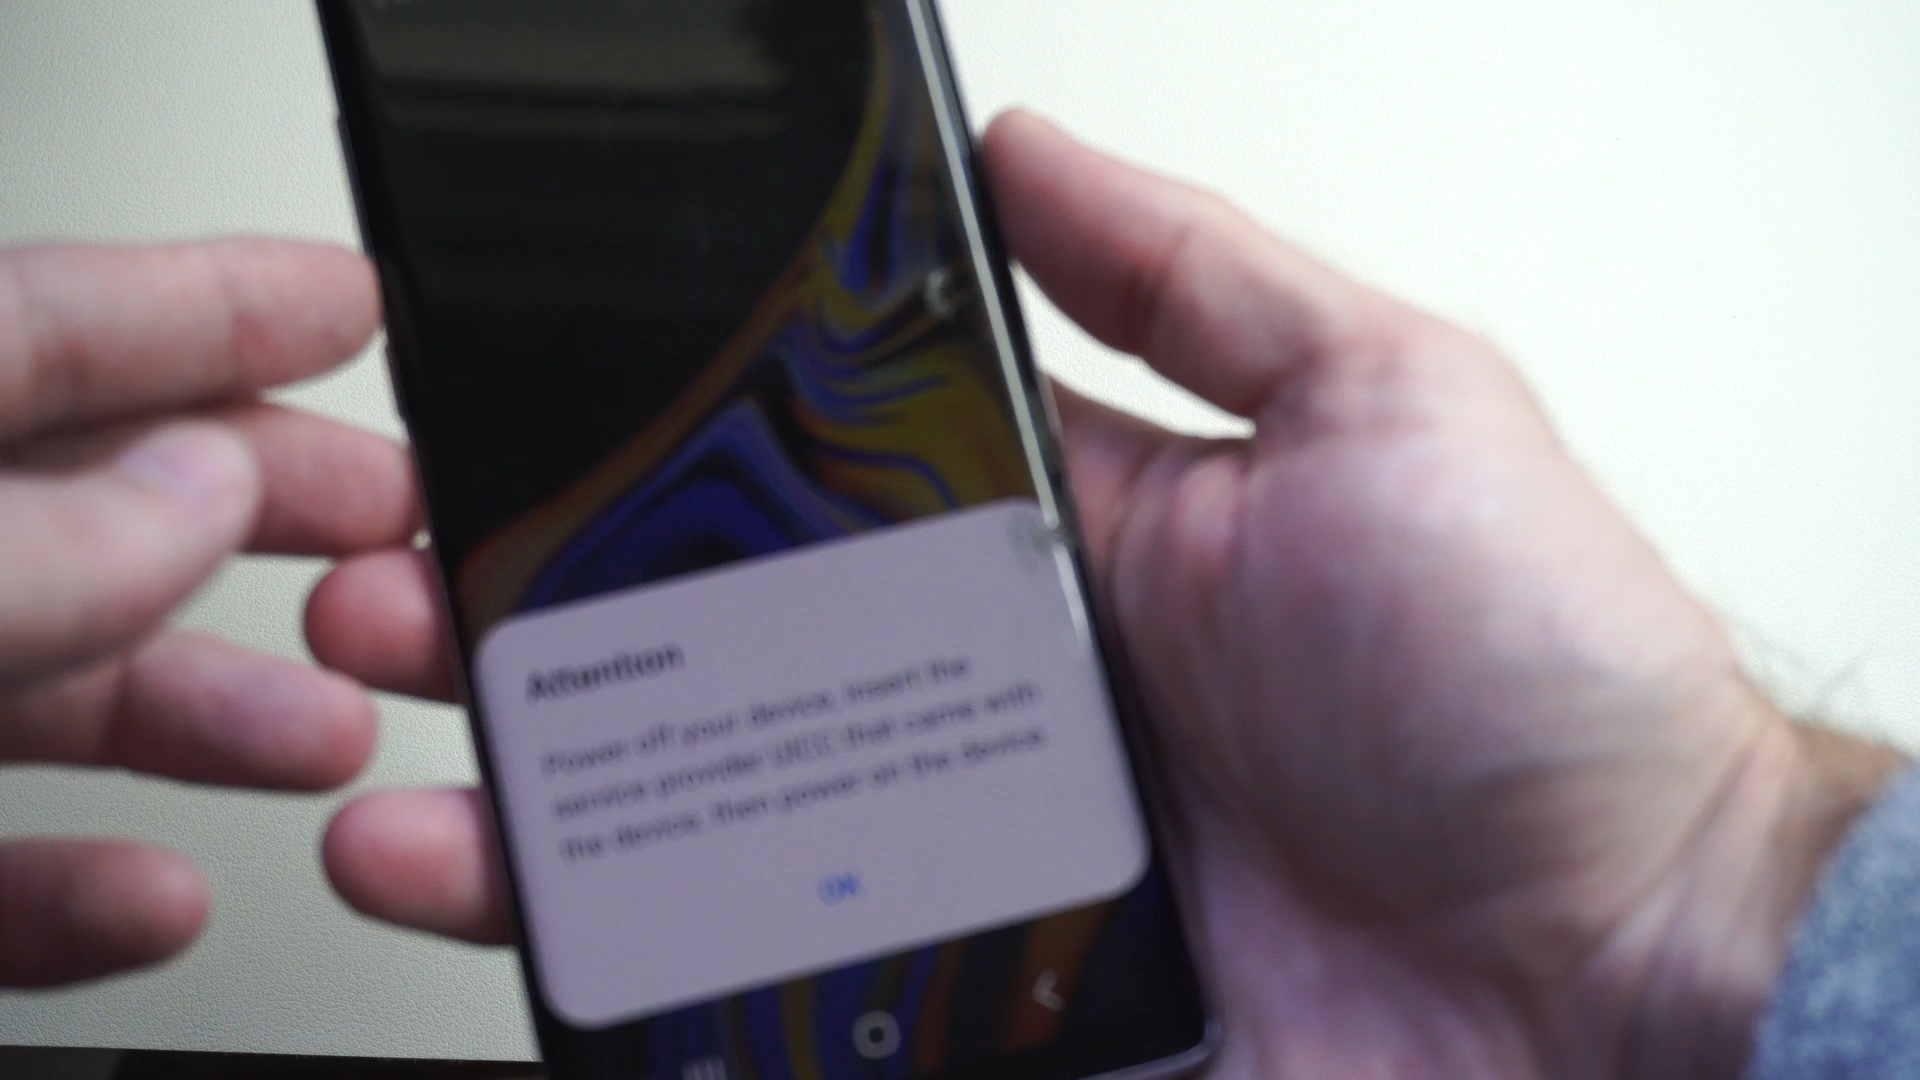 Attention
Power off your device, insert the
service provider UICC that came with
the device, then power on the device
OK